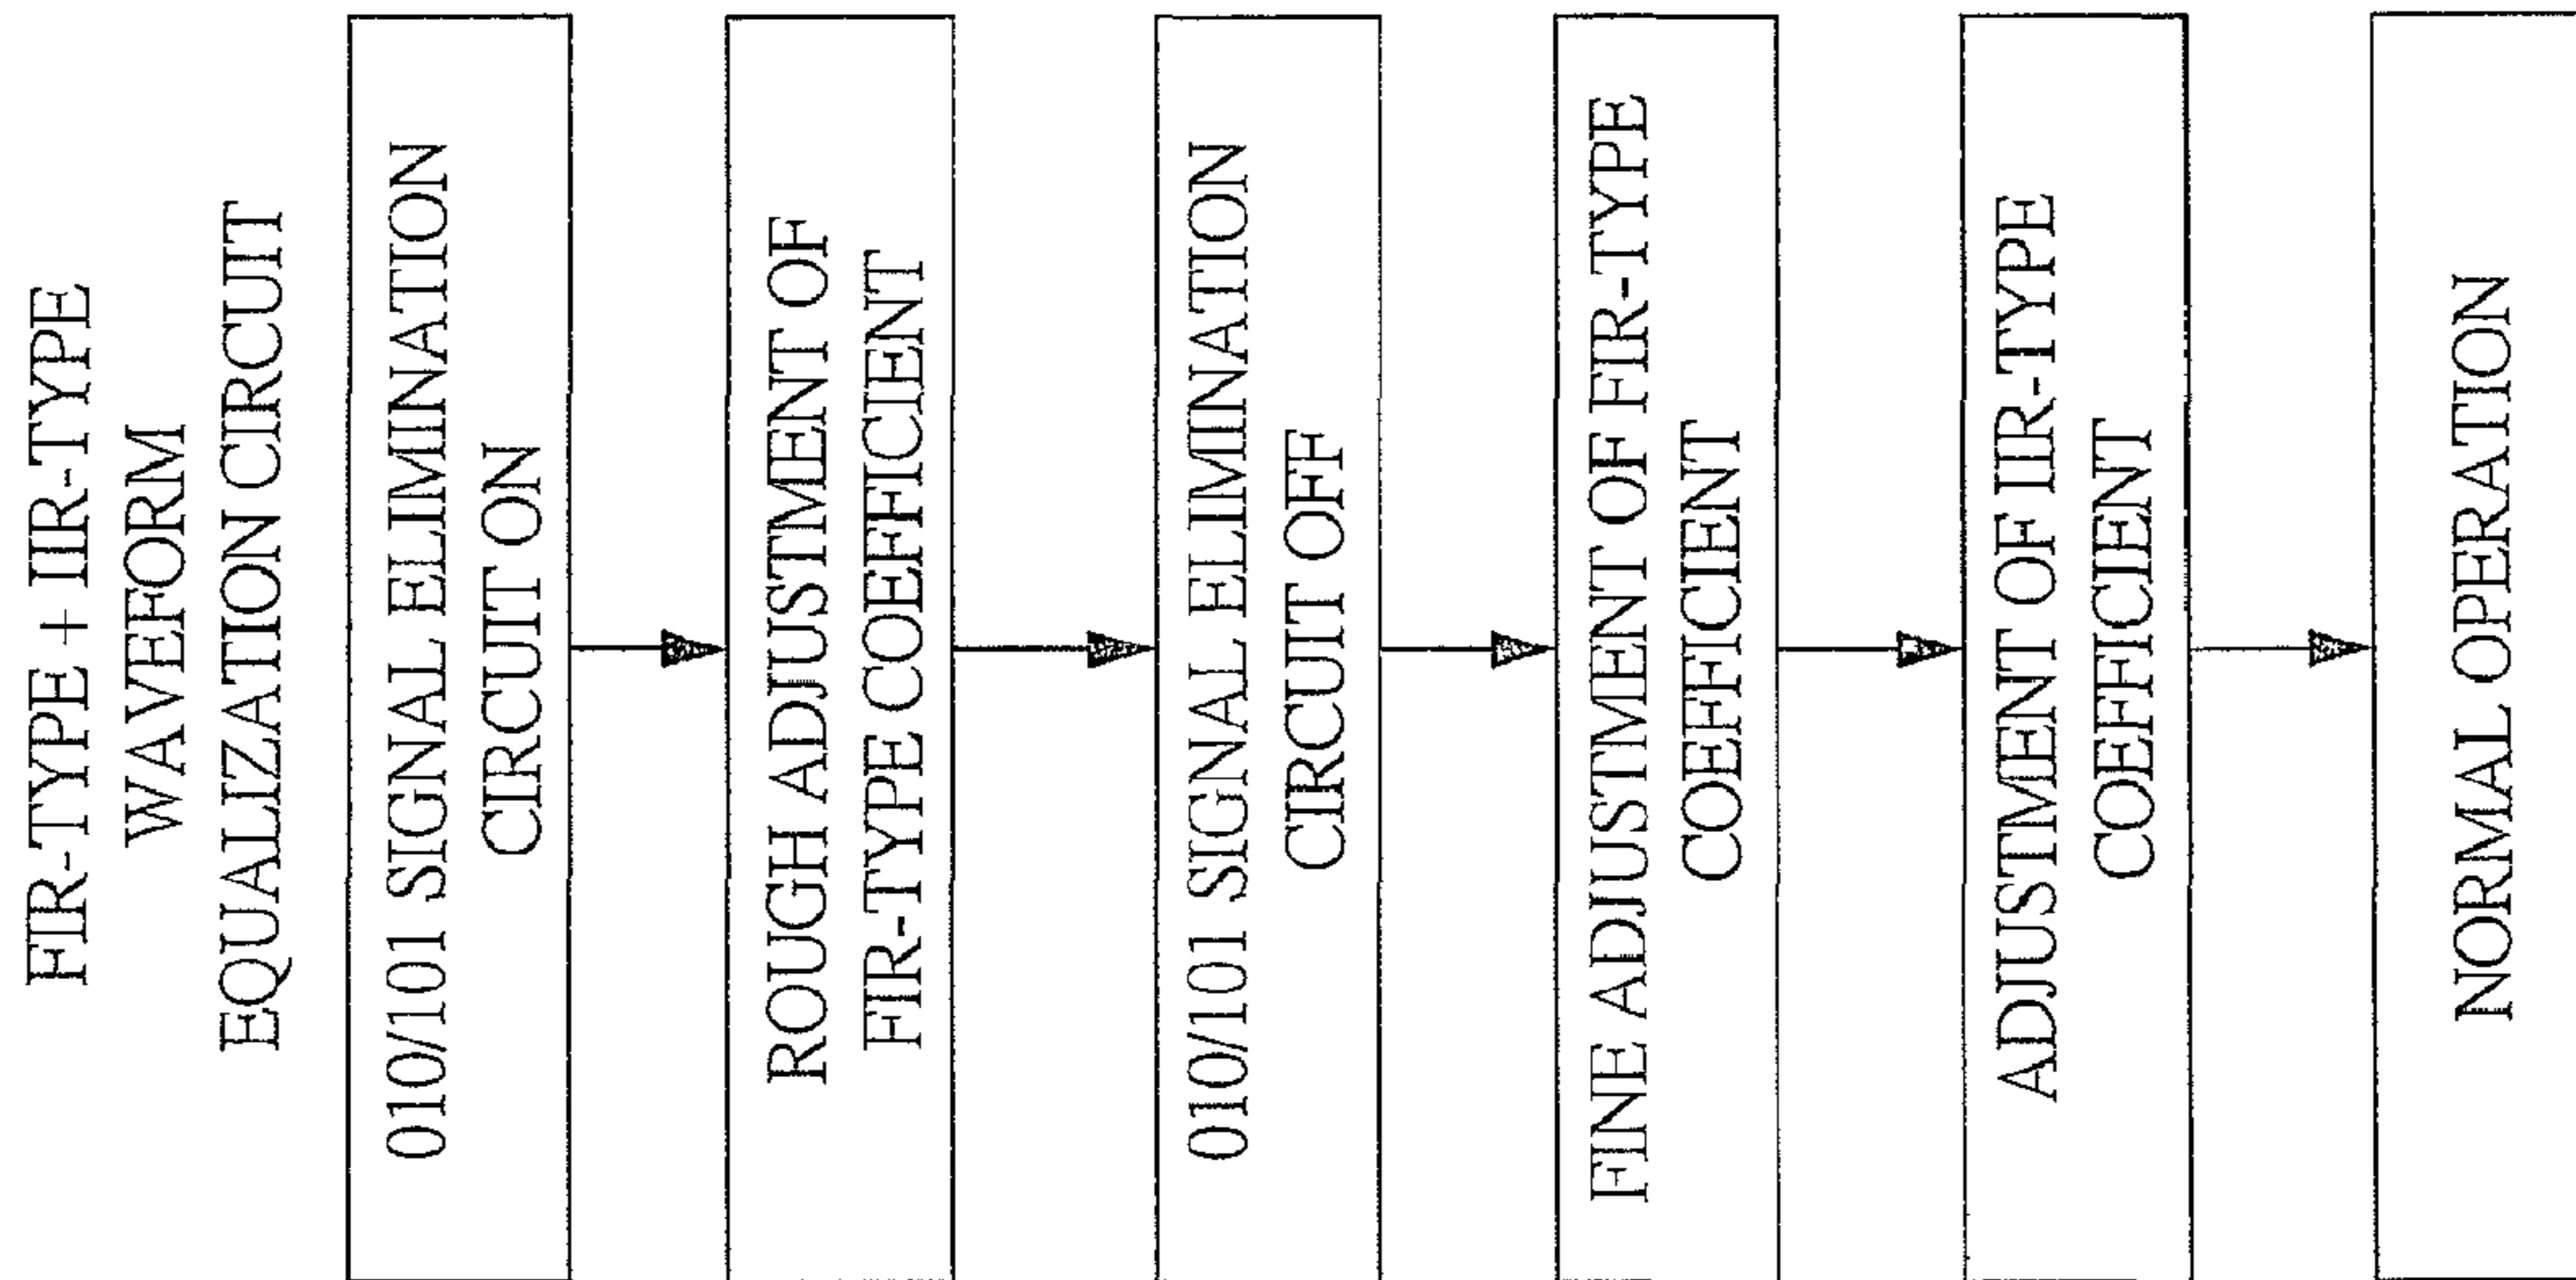 FIR-TYPE + IIR-TYPE
WAVEFORM
EQUALIZATION CIRCUIT
010/101 SIGNAL ELIMINATION
CIRCUIT ON
ROUGH ADJUSTMENT OF
FIR-TYPE COEFFICIENT
010/101 SIGNAL ELIMINATION
CIRCUIT OFF
FINE ADJUSTMENT OF FIR-TYPE
COEFFICIENT
ADJUSTMENT OF IIR-TYPE
COEFFICIENT
NORMAL OPERATION